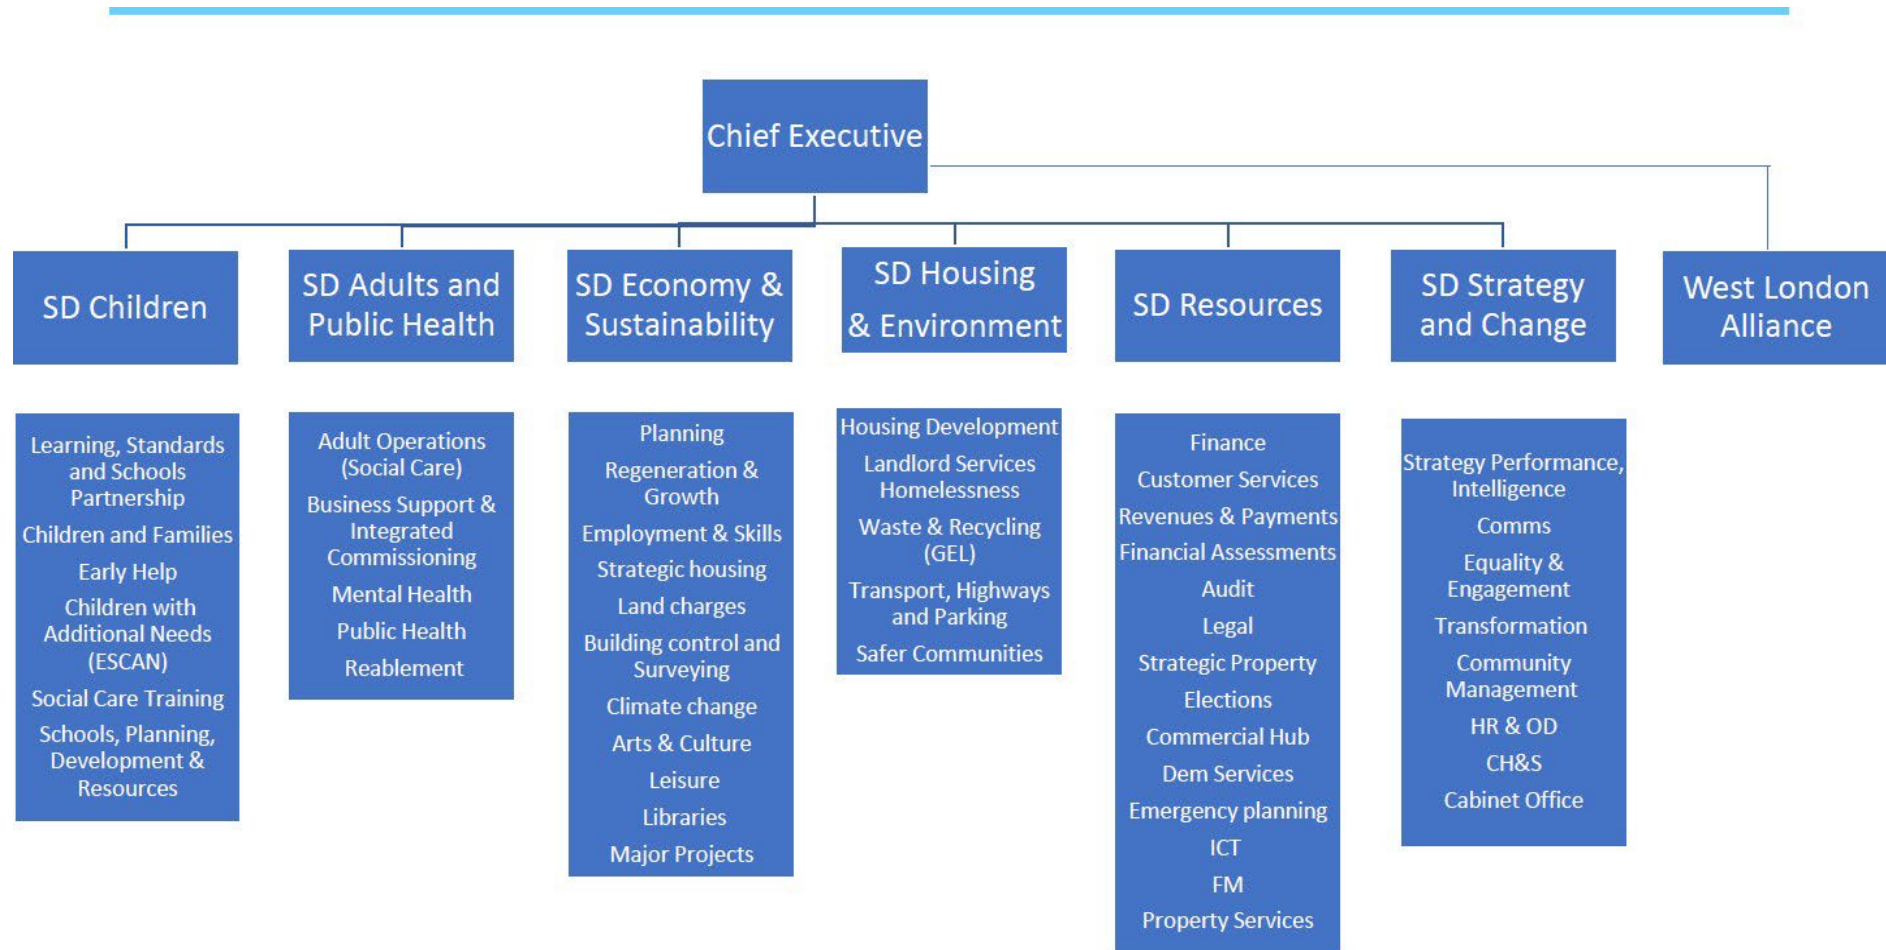 Chief Executive
SD Children
SD Adults and
Public Health
SD Economy &
Sustainability
SD Housing
& Environment
SD Resources
SD Strategy
and Change
West London
Alliance
Learning, Standards
and Schools
Partnership
Children and Families
Early Help
Children with
Additional Needs
(ESCAN)
Social Care Training
Schools, Planning,
Development &
Resources
Adult Operations
(Social Care)
Business Support &
Integrated
Commissioning
Mental Health
Public Health
Reablement
Planning
Regeneration &
Growth
Employment & Skills
Strategic housing
Land charges
Building control and
Surveying
Climate change
Arts & Culture
Leisure
Libraries
Major Projects
Housing Development
Landlord Services
Homelessness
Waste & Recycling
(GEL)
Transport, Highways
and Parking
Safer Communities
Finance
Customer Services
Revenues & Payments
Financial Assessments
Audit
Legal
Strategic Property
Elections
Commercial Hub
Dem Services
Emergency planning
ICT
FM
Property Services
Strategy Performance,
Intelligence
Comms
Equality &
Engagement
Transformation
Community
Management
HR & OD
CH&S
Cabinet Office